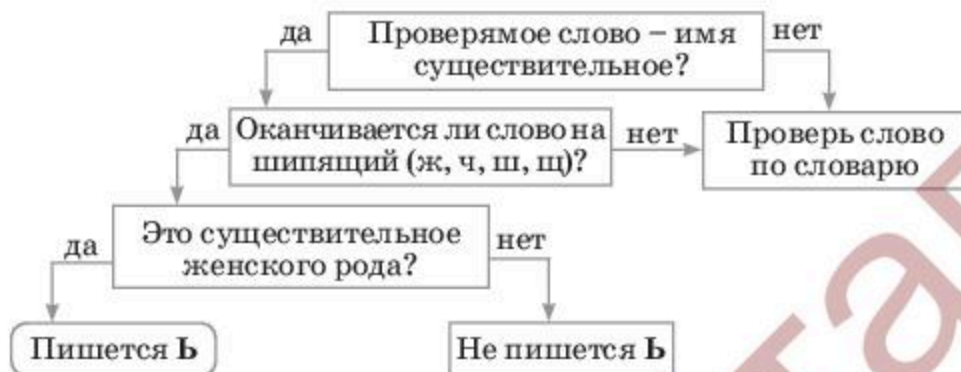 да
Проверямое слово – имя
существительное?
нет
да
Оканчивается ли слово на
шипящий (ж, ч, ш, щ)?
нет
Проверь слово
по словарю
да
Это существительное
женского рода?
нет
Пишется Ь
Не пишется Ь